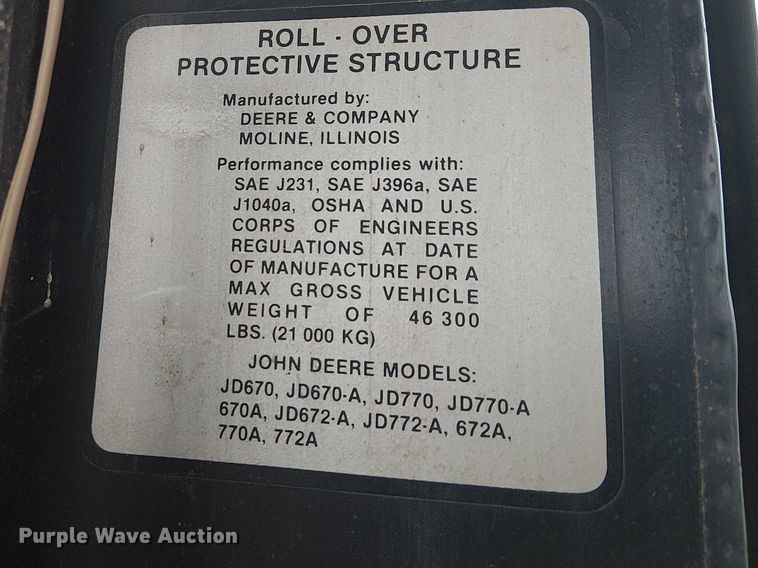 ROLL - OVER
PROTECTIVE STRUCTURE
Manufactured by:
DEERE & COMPANY
MOLINE, ILLINOIS
Performance complies with:
SAE J231, SAE J396a, SAE
J1040a, OSHA AND U.S.
CORPS OF ENGINEERS
REGULATIONS AT DATE
OF MANUFACTURE FOR A
MAX GROSS VEHICLE
WEIGHT OF 46 300
LBS. (21 000 KG)
JOHN DEERE MODELS:
JD670, JD670-A, JD770, JD770-A
670A, JD672-A, JD772-A, 672A,
770A, 772A
Purple Wave Auction